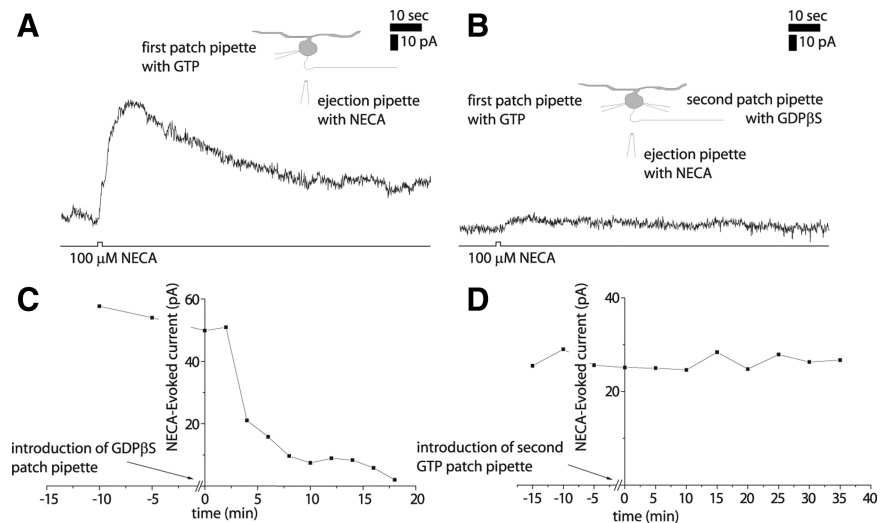 A
10 sec
10 pA
first patch pipette
with GTP
ejection pipette
with NECA
100 μM NECA
B
10 sec
10 pA
first patch pipette
with GTP
second patch pipette
with GDPβS
ejection pipette
with NECA
100 μM NECA
C
NECA-Evoked current (pA)
60
40
20
introduction of GDPβS
patch pipette
-15 -10 -5 0 5 10 15 20
time (min)
D
NECA-Evoked current (pA)
40
20
introduction of second
GTP patch pipette
-15 -10 -5 0 5 10 15 20 25 30 35 40
time (min)